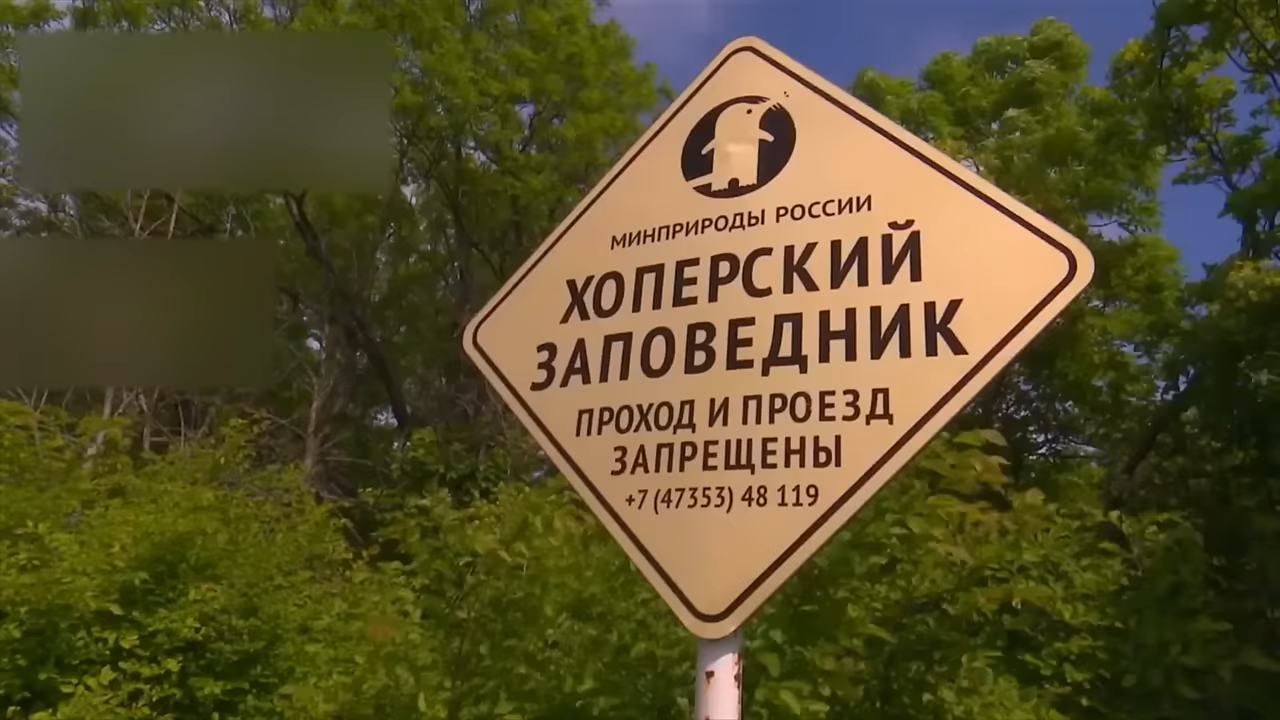 МИНПРИРОДЫ РОССИИ
ХОПЕРСКИЙ
ЗАПОВЕДНИК
ПРОХОД И ПРОЕЗД
ЗАПРЕЩЕНЫ
+7 (47353) 48 119